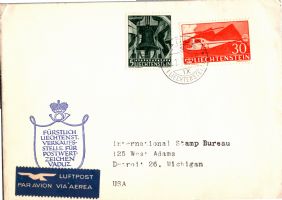 30
LIECHTENSTEIN
FÜRSTLICH
LIECHTENST.
VERKAUFS-
STELLE FÜR
POSTWERT-
ZEICHEN
VADUZ
International Stamp Bureau
125 West Adams
Detroit 26, Michigan
USA
LUFTPOST
PAR AVION VIA AEREA